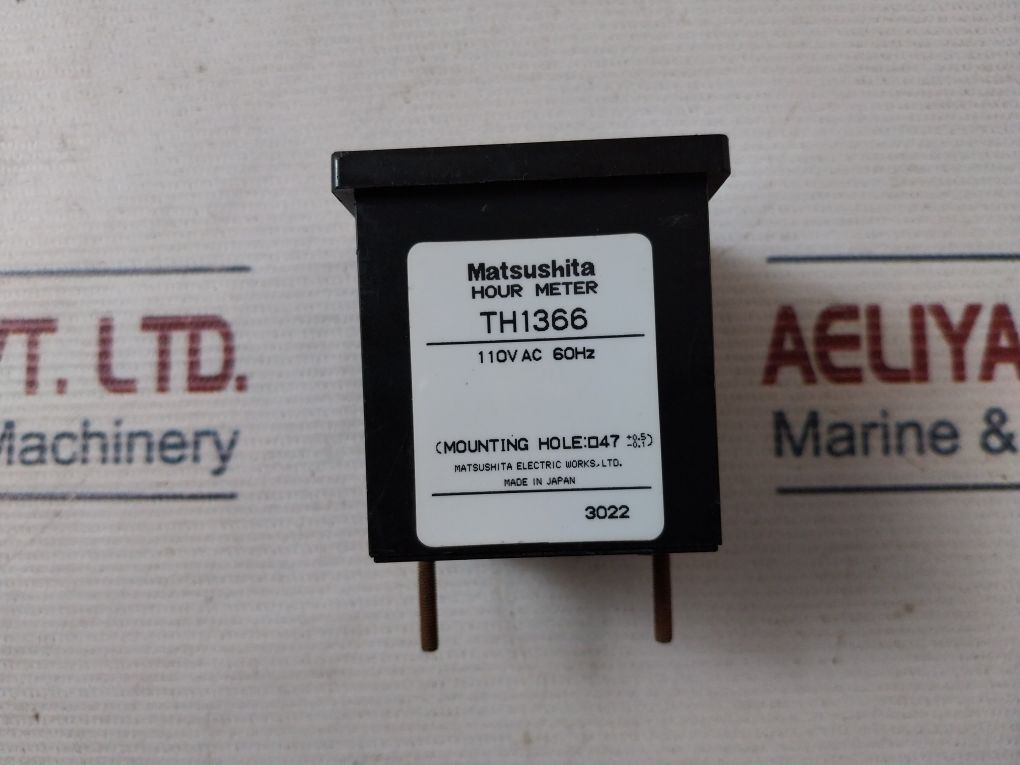 Matsushita
HOUR METER
TH1366
110V AC 60Hz
(MOUNTING HOLE:□47 +0.5 -0.1)
MATSUSHITA ELECTRIC WORKS,LTD.
MADE IN JAPAN
3022
VT. LTD.
Machinery
AELIYA
Marine &